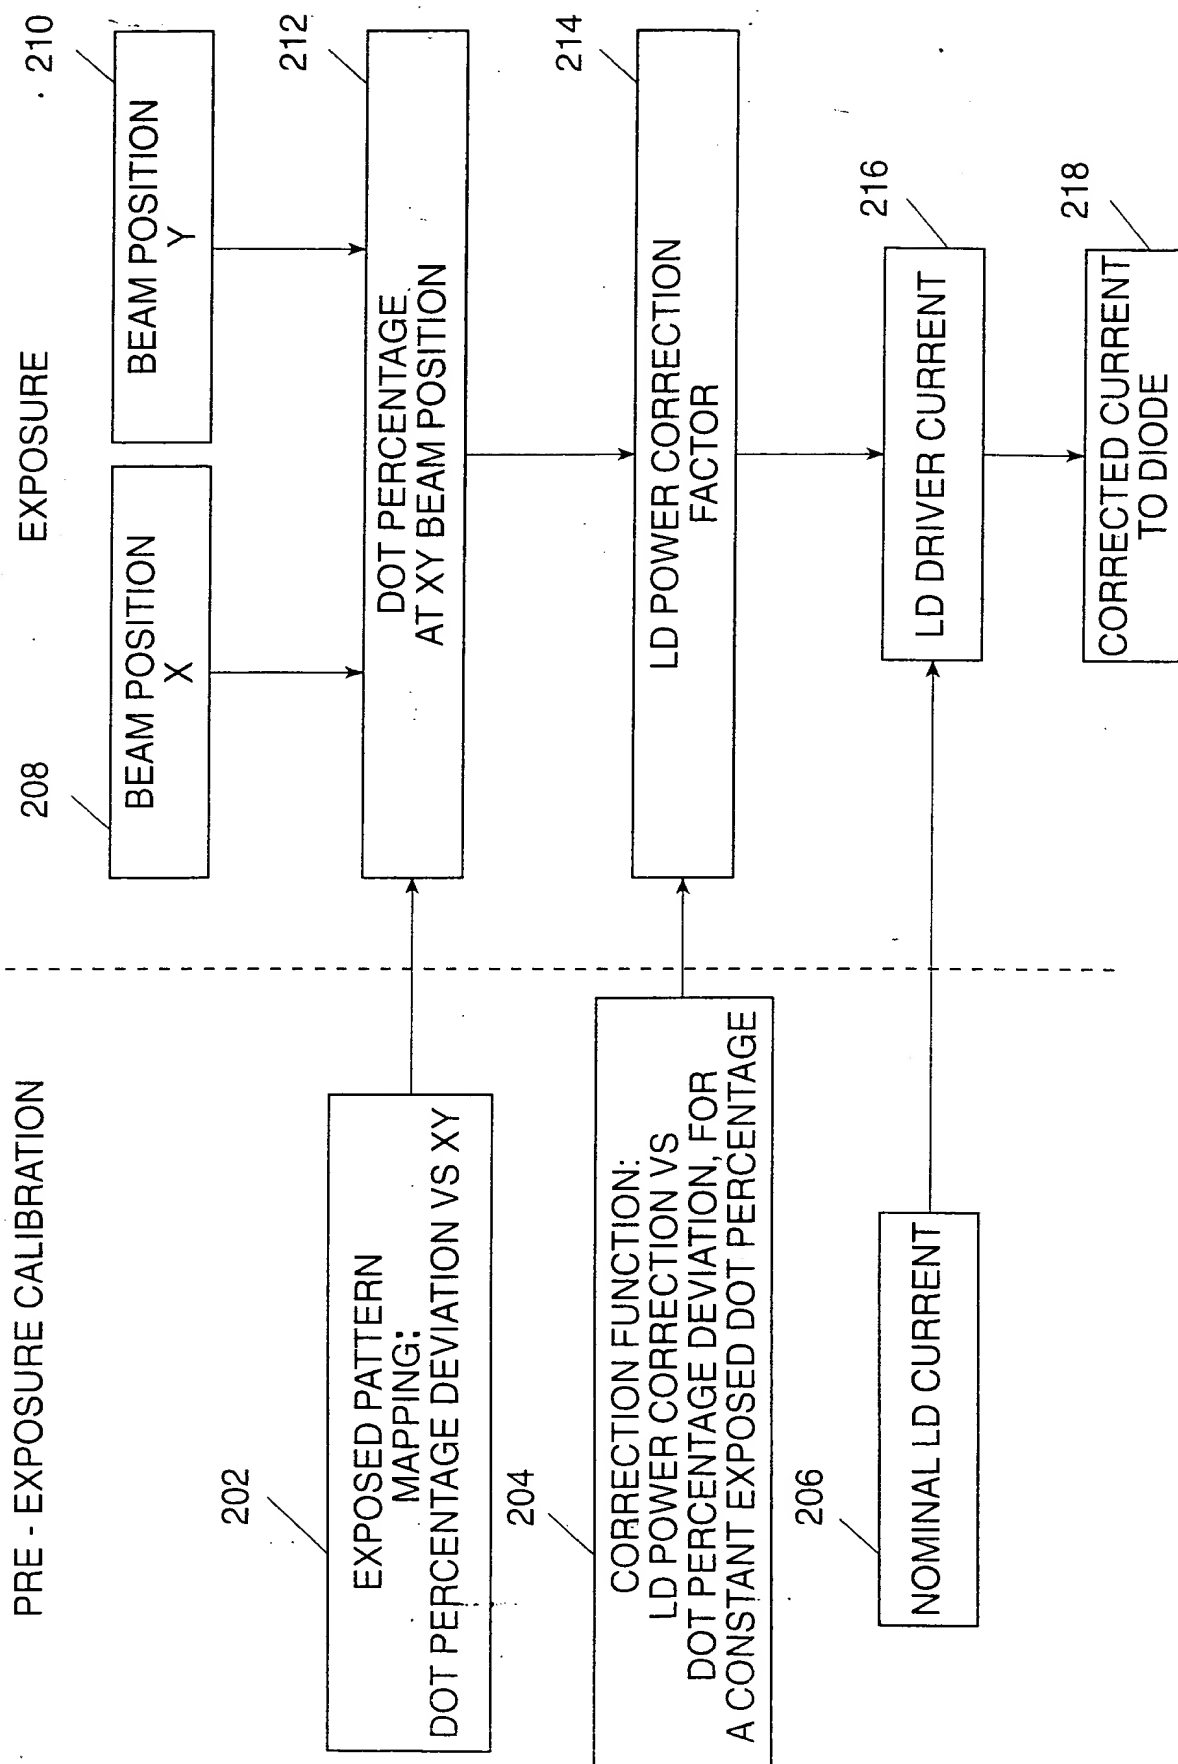 PRE - EXPOSURE CALIBRATION
202
EXPOSED PATTERN
MAPPING:
DOT PERCENTAGE DEVIATION VS XY
204
CORRECTION FUNCTION:
LD POWER CORRECTION VS
DOT PERCENTAGE DEVIATION, FOR
A CONSTANT EXPOSED DOT PERCENTAGE
206
NOMINAL LD CURRENT
EXPOSURE
208
BEAM POSITION
X
210
BEAM POSITION
Y
212
DOT PERCENTAGE
AT XY BEAM POSITION
214
LD POWER CORRECTION
FACTOR
216
LD DRIVER CURRENT
218
CORRECTED CURRENT
TO DIODE